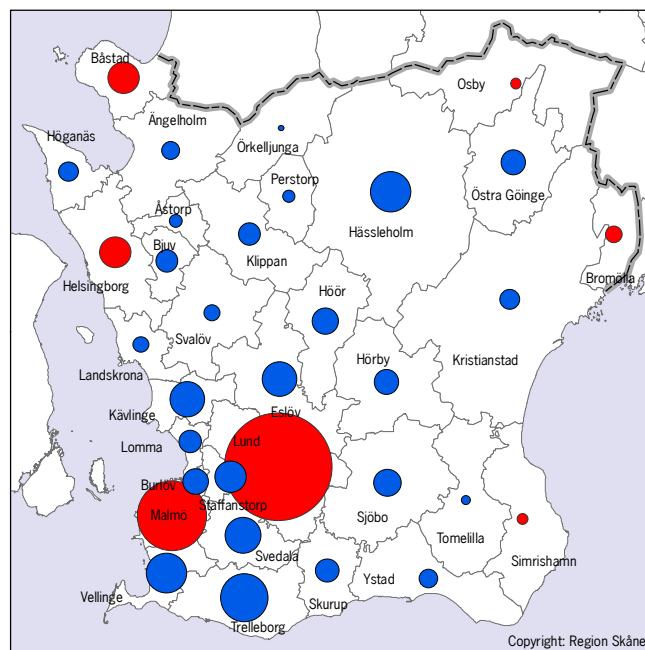 Båstad
Osby
Ängelholm
Höganäs
Örkelljunga
Perstorp
Östra Göinge
Åstorp
Hässleholm
Bjuv
Klippan
Helsingborg
Bromölla
Höör
Svalöv
Hörby
Kristianstad
Landskrona
Kävlinge
Eslöv
Lomma
Lund
Burlöv
Staffanstorp
Malmö
Sjöbo
Tomelilla
Svedala
Simrishamn
Ystad
Vellinge
Skurup
Trelleborg
Copyright: Region Skåne